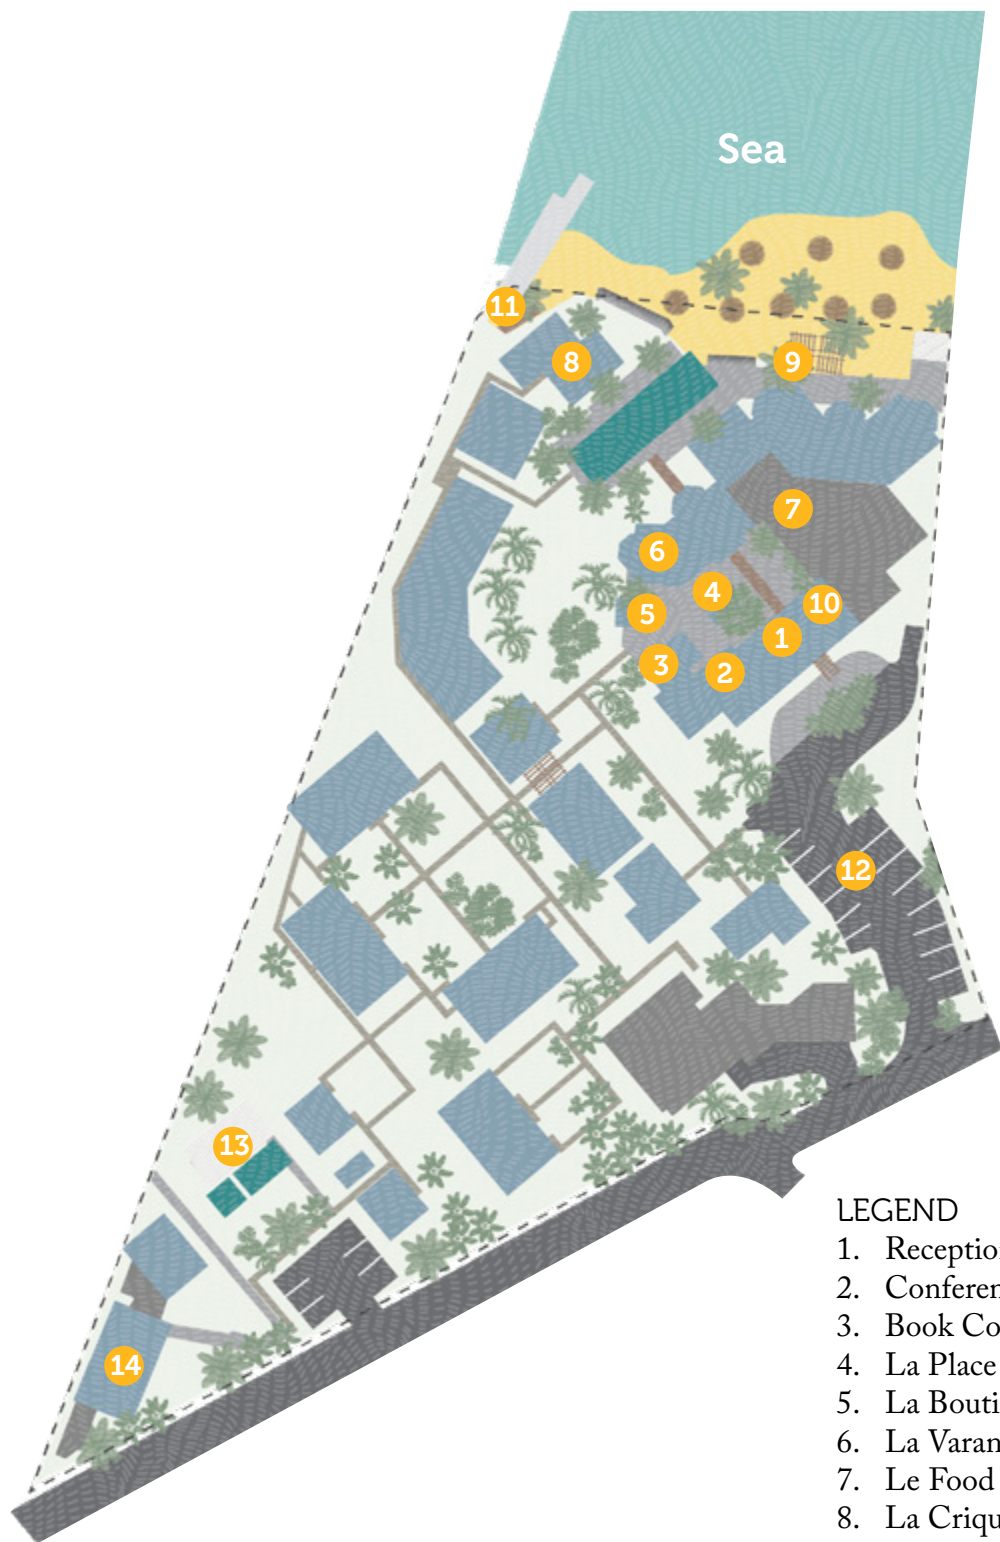 Sea
11
8
9
7
6
4
10
5
1
3
2
12
13
14
LEGEND
1. Reception
2. Conferen
3. Book Co
4. La Place
5. La Bouti
6. La Varan
7. Le Food
8. La Criqu